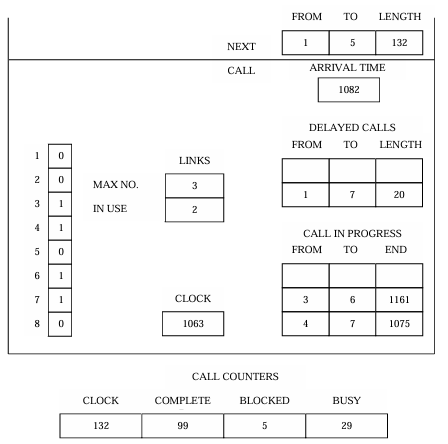 FROM TO LENGTH
NEXT 1 5 132
CALL ARRIVAL TIME
1082
DELAYED CALLS
FROM TO LENGTH
1 7 20
1 0
2 0
3 1
4 1
5 0
6 1
7 1
8 0
LINKS
MAX NO. 3
IN USE 2
CALL IN PROGRESS
FROM TO END
3 6 1161
4 7 1075
CLOCK
1063
CALL COUNTERS
CLOCK COMPLETE BLOCKED BUSY
132 99 5 29